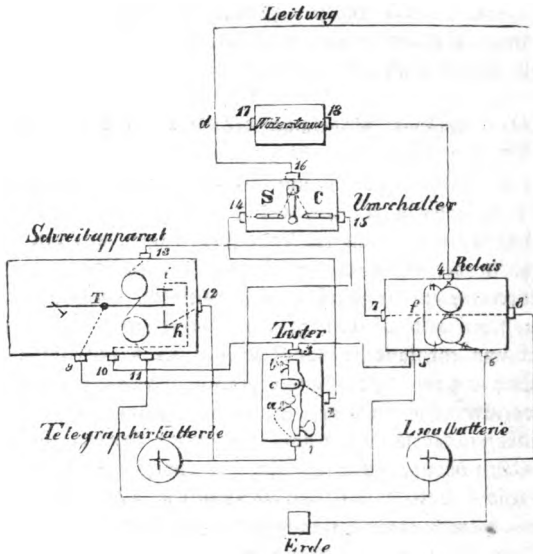 Leitung
d 17 Widerstand 18
16
S C
14 15 Umschalter
Schreibapparat 13
4 Relais
T 12
7 f 8
h
9 10 11
Taster
3
5 6
b
c
2
a
1
Telegraphirbatterie
Localbatterie
Erde